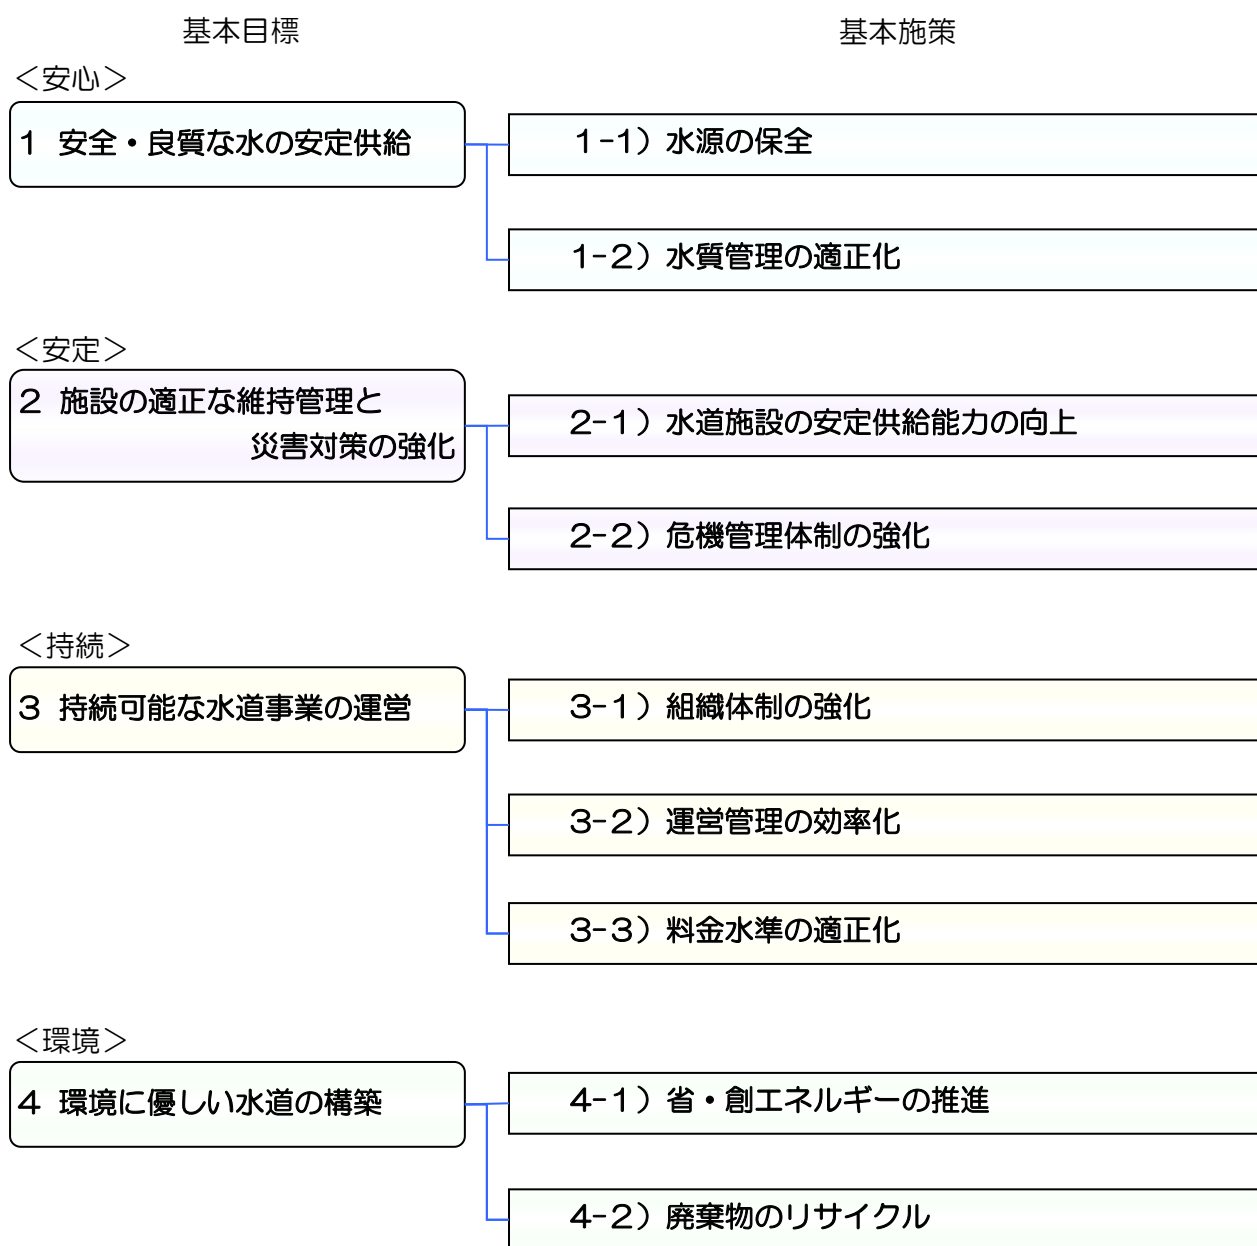 基本目標
基本施策
＜安心＞
1 安全・良質な水の安定供給
1-1）水源の保全
1-2）水質管理の適正化
＜安定＞
2 施設の適正な維持管理と
災害対策の強化
2-1）水道施設の安定供給能力の向上
2-2）危機管理体制の強化
＜持続＞
3 持続可能な水道事業の運営
3-1）組織体制の強化
3-2）運営管理の効率化
3-3）料金水準の適正化
＜環境＞
4 環境に優しい水道の構築
4-1）省・創エネルギーの推進
4-2）廃棄物のリサイクル